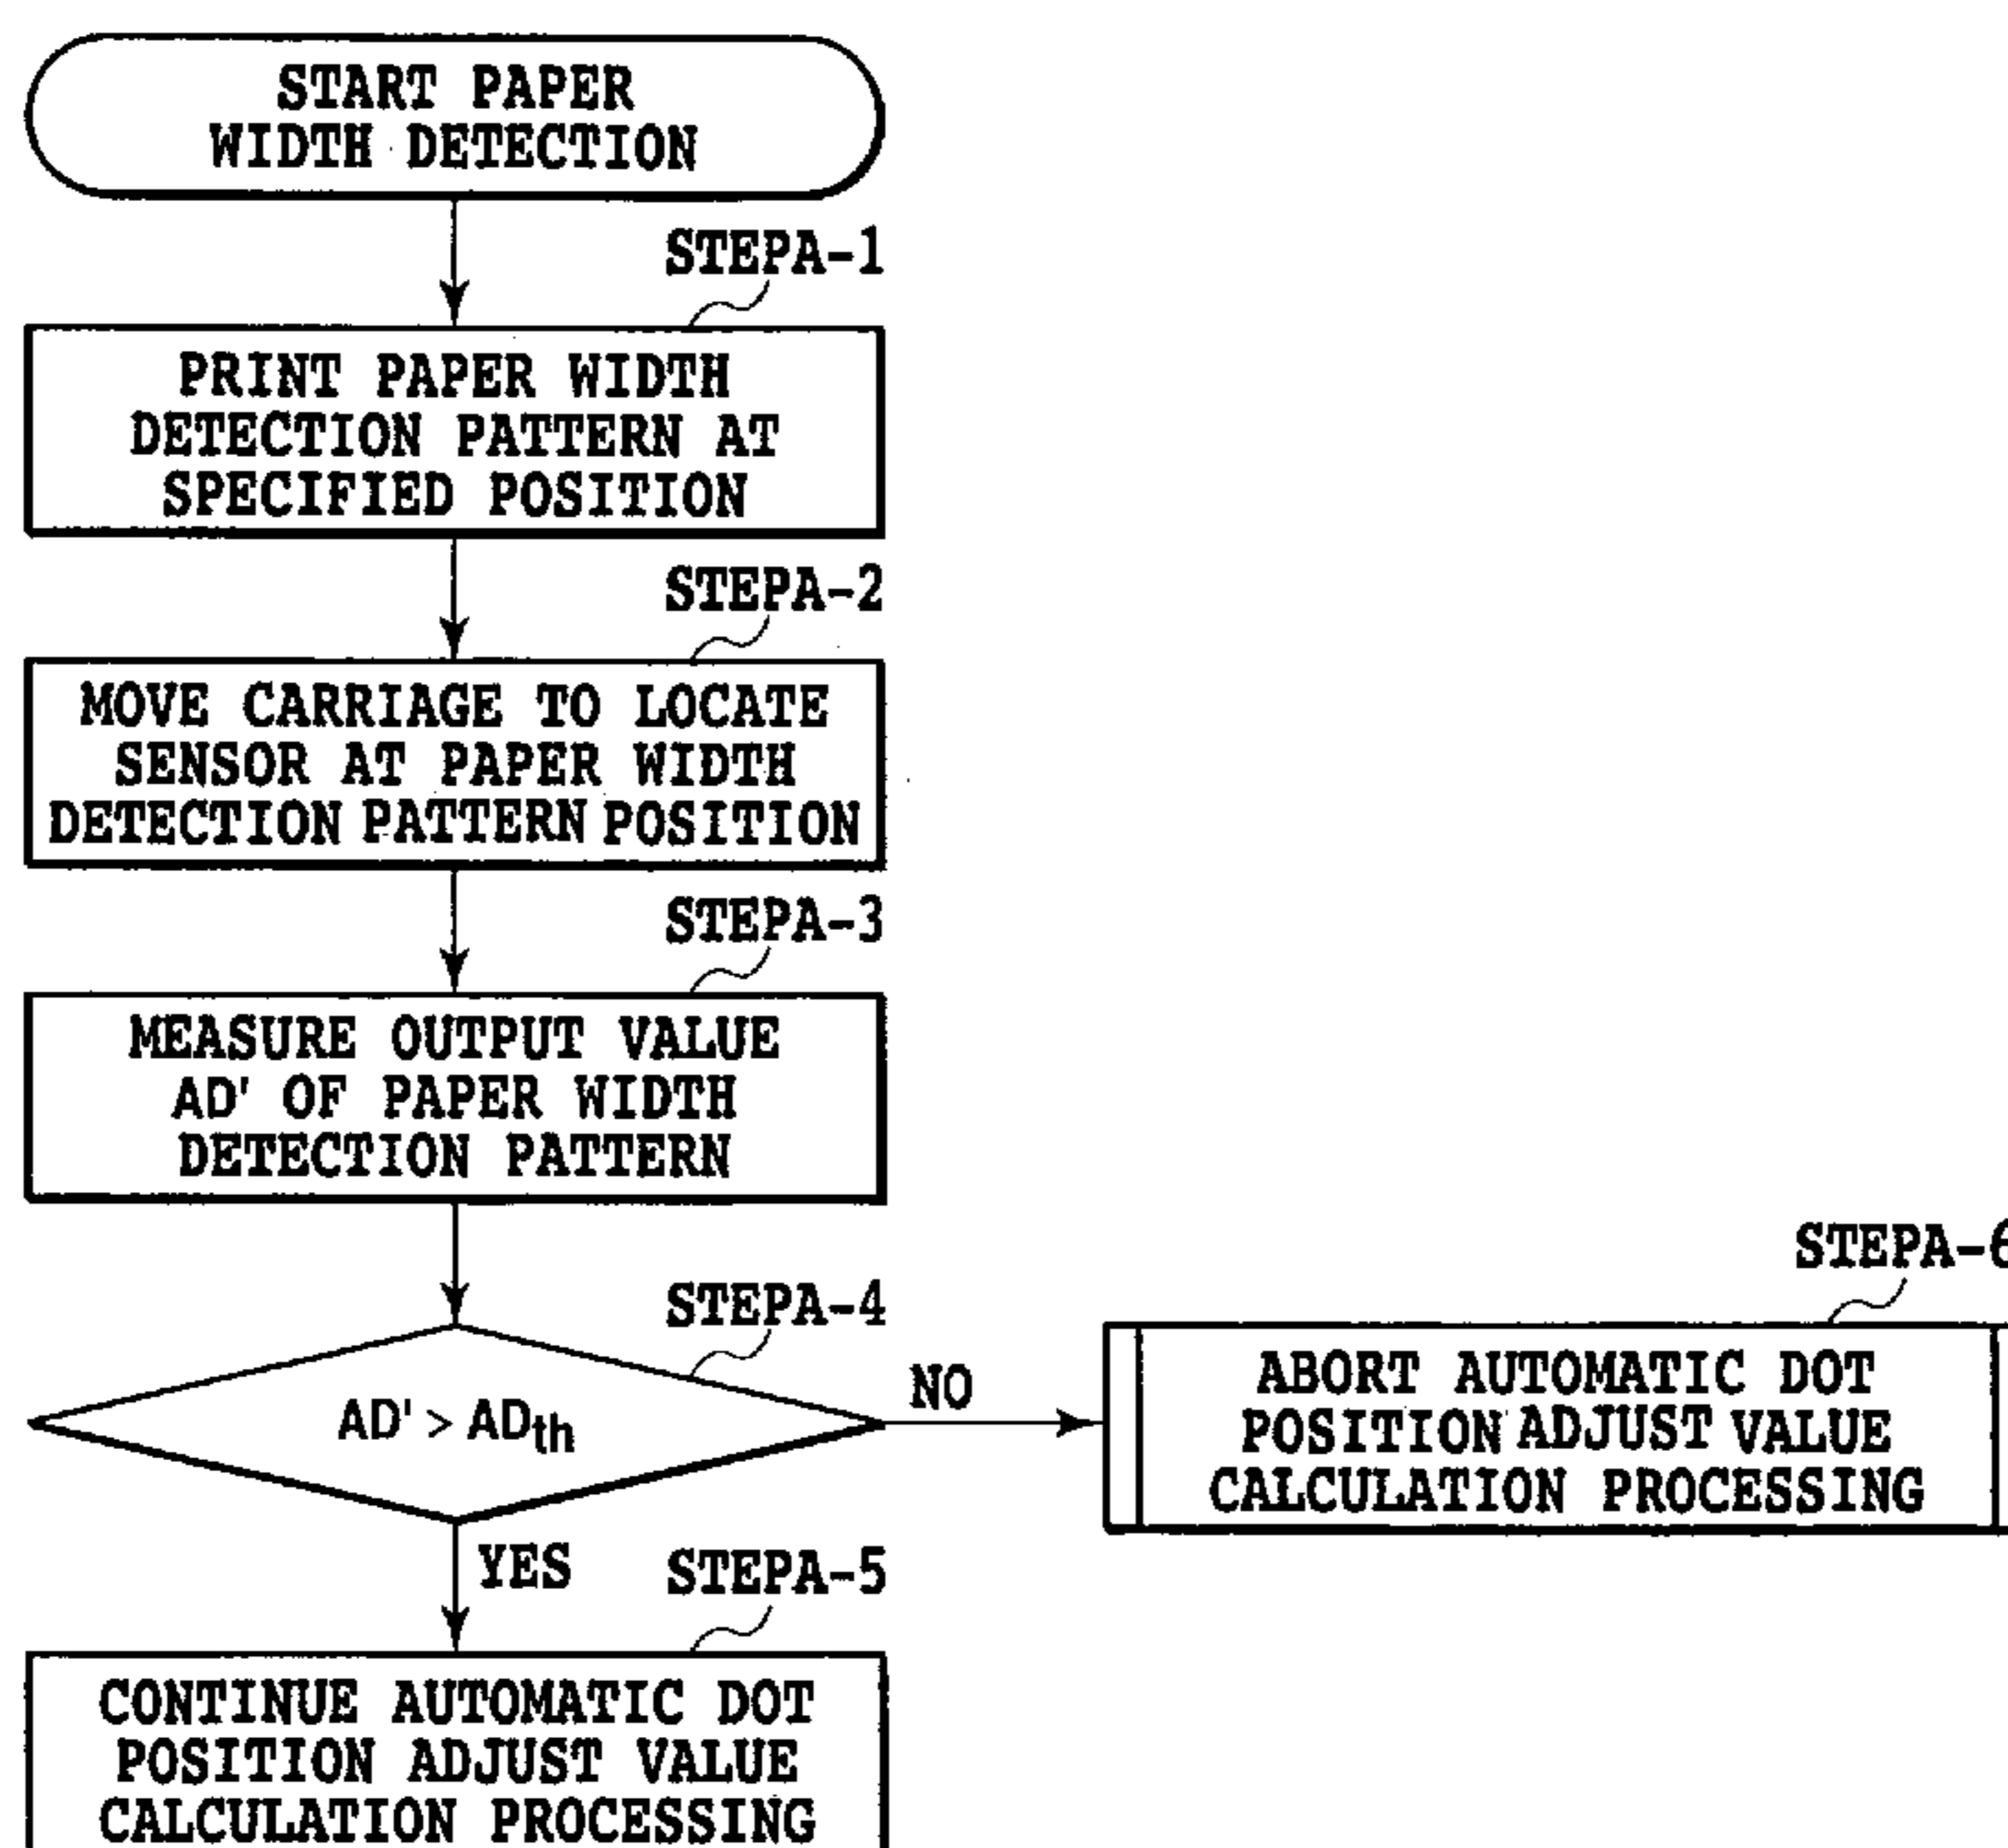 START PAPER
WIDTH DETECTION
STEPA-1
PRINT PAPER WIDTH
DETECTION PATTERN AT
SPECIFIED POSITION
STEPA-2
MOVE CARRIAGE TO LOCATE
SENSOR AT PAPER WIDTH
DETECTION PATTERN POSITION
STEPA-3
MEASURE OUTPUT VALUE
AD' OF PAPER WIDTH
DETECTION PATTERN
STEPA-4
AD' > ADth
NO
STEPA-6
ABORT AUTOMATIC DOT
POSITION ADJUST VALUE
CALCULATION PROCESSING
YES
STEPA-5
CONTINUE AUTOMATIC DOT
POSITION ADJUST VALUE
CALCULATION PROCESSING